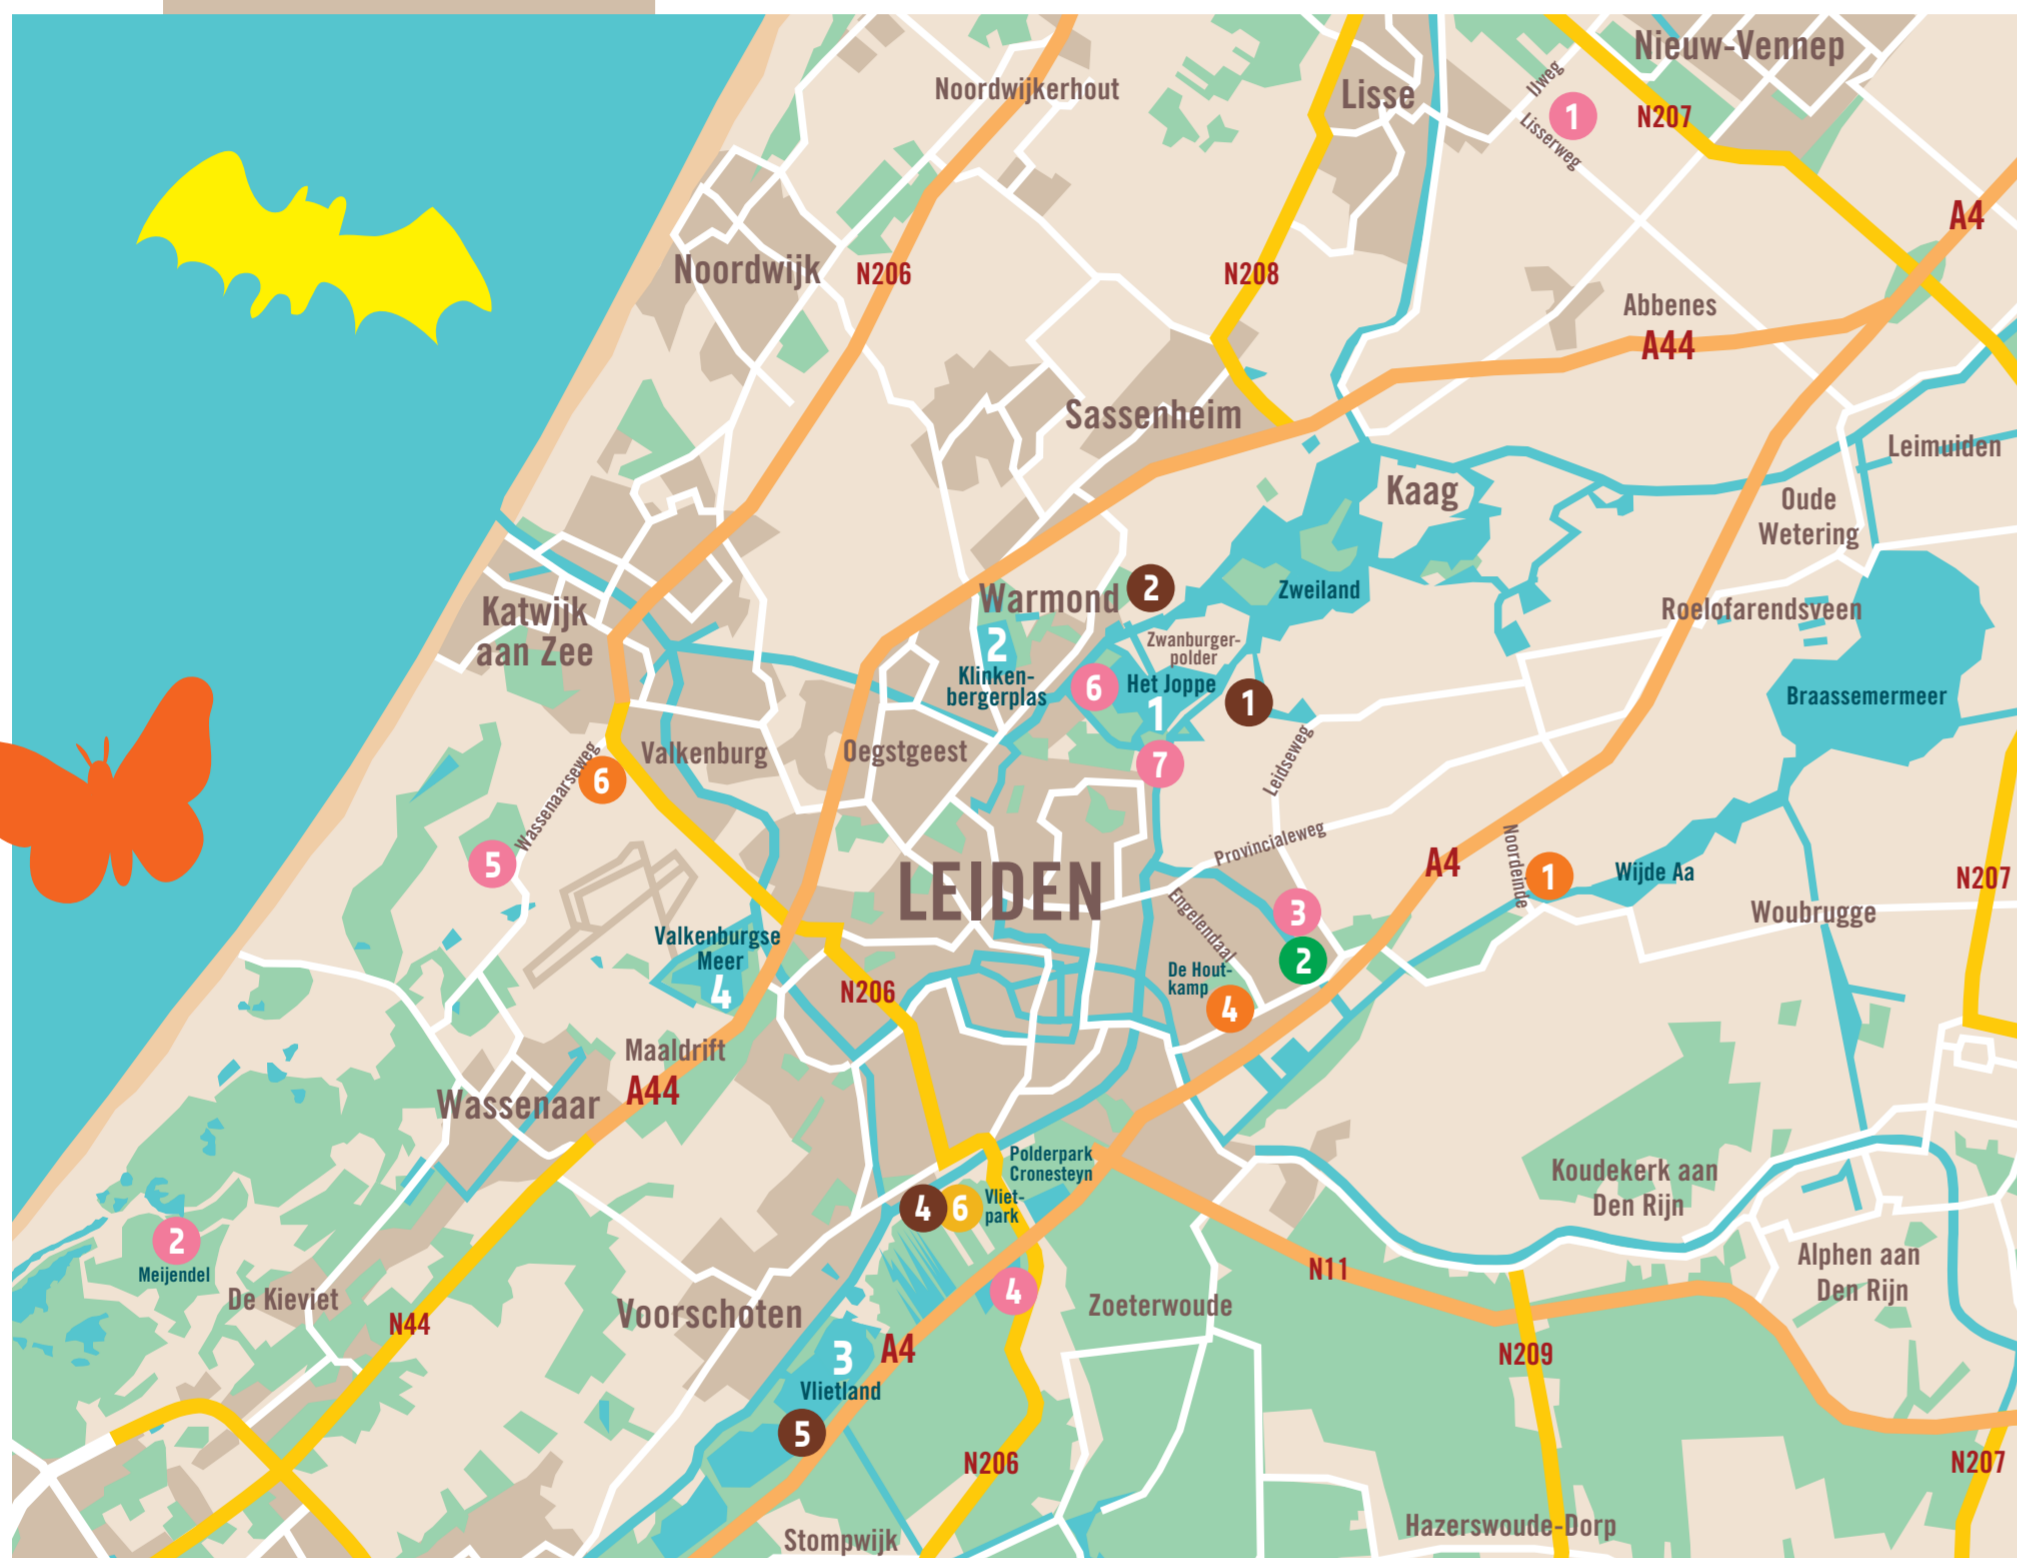 Nieuw-Vennep
Noordwijkerhout
Lisse
IJweg
1
N207
Lisserweg
A4
Noordwijk
N206
N208
Abbenes
A44
Sassenheim
Leimuiden
Kaag
Oude
Wetering
Warmond
2
Zweiland
Katwijk
aan Zee
Roelofarendsveen
2
Zwanburger-
polder
Klinken-
bergerplas
6
Het Joppe
1
1
Braassemermeer
Valkenburg
Oegstgeest
Wassenaarseweg
6
7
Leidseweg
5
Provincialeweg
A4
Noordeinde
1
Wijde Aa
N207
LEIDEN
Engelendaal
3
Woubrugge
Valkenburgse
Meer
4
2
De Hout-
kamp
4
N206
Maaldrift
A44
Wassenaar
Polderpark
Cronesteyn
Koudekerk aan
Den Rijn
4
6
Vliet-
park
2
Meijendel
Alphen aan
Den Rijn
De Kieviet
N11
4
Zoeterwoude
N44
Voorschoten
3
A4
N209
Vlietland
5
N206
N207
Stompwijk
Hazerswoude-Dorp